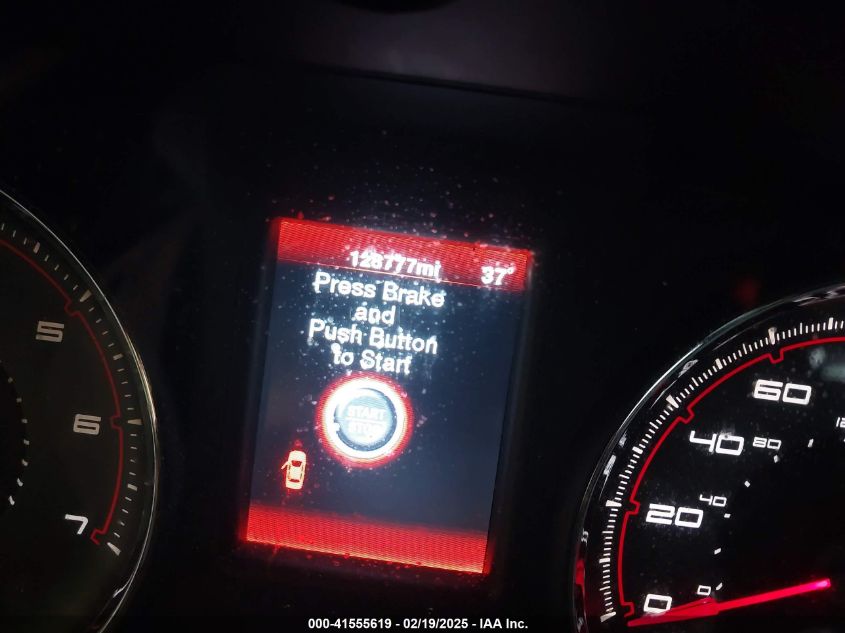 128777mi 37°
Press Brake
and
Push Button
to Start
START
STOP
5
6
7
60
40 80
40
20
0 0
000-41555619 - 02/19/2025 - IAA Inc.